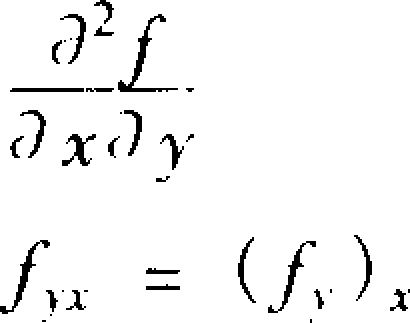 ∂²f
∂x∂y
f_yx = (f_y)_x